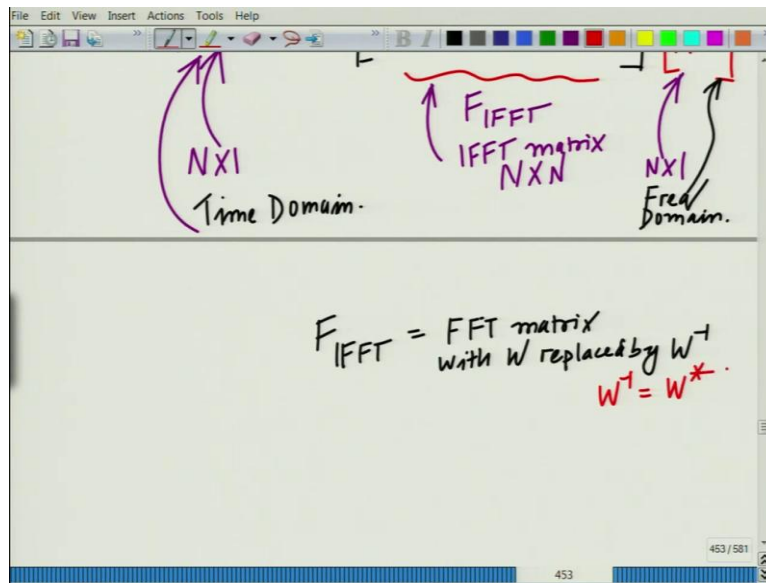 File Edit View Insert Actions Tools Help
B I
F IFFT
IFFT matrix
NXN
NX1
Time Domain.
NX1
Freq
Domain.
F IFFT = FFT matrix
with W replaced by W⁻¹
W⁻¹ = W* .
453/581
453